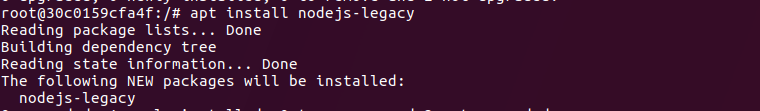 root@30c0159cfa4f:/# apt install nodejs-legacy
Reading package lists... Done
Building dependency tree
Reading state information... Done
The following NEW packages will be installed:
nodejs-legacy